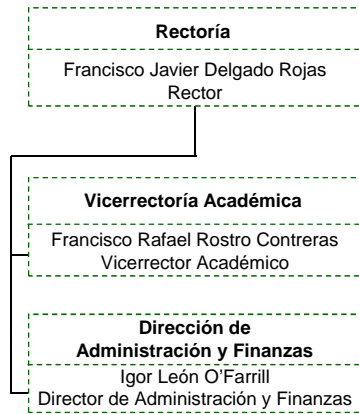 Rectoría
Francisco Javier Delgado Rojas
Rector
Vicerrectoría Académica
Francisco Rafael Rostro Contreras
Vicerrector Académico
Dirección de
Administración y Finanzas
Igor León O’Farrill
Director de Administración y Finanzas